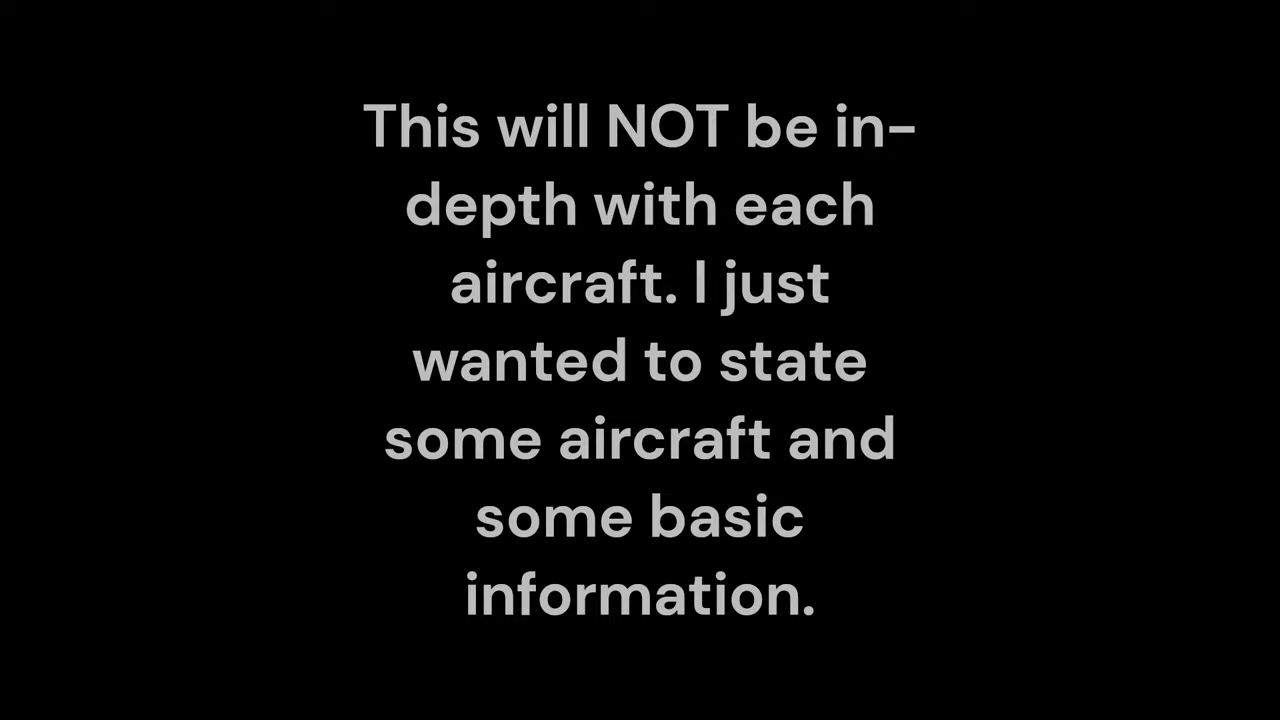 This will NOT be in-
depth with each
aircraft. I just
wanted to state
some aircraft and
some basic
information.